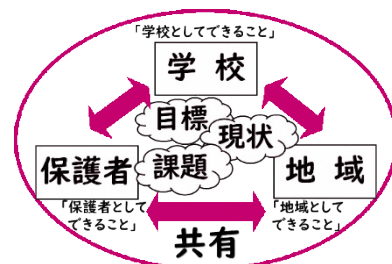 「学校としてできること」
学校
目標
現状
保護者
課題
地域
「保護者として
できること」
「地域として
できること」
共有